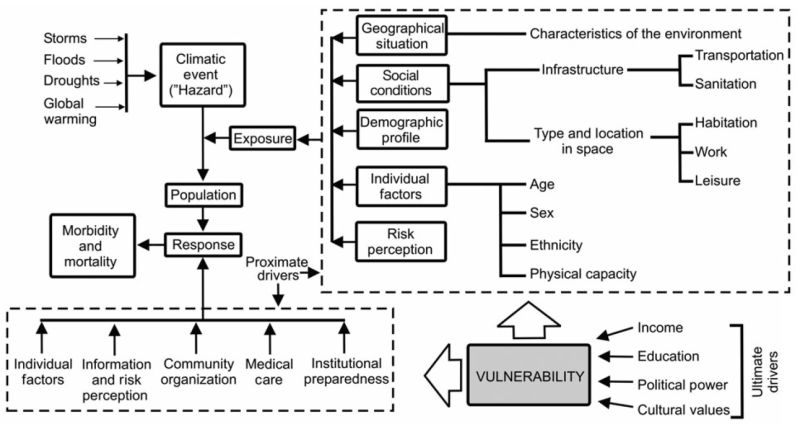 Storms
Floods
Droughts
Global
warming
Climatic
event
("Hazard")
Exposure
Population
Response
Morbidity and
mortality
Proximate
drivers
Geographical
situation
Characteristics of the environment
Social
conditions
Infrastructure
Transportation
Sanitation
Demographic
profile
Type and location
in space
Habitation
Work
Leisure
Individual
factors
Age
Sex
Ethnicity
Physical capacity
Risk
perception
Individual
factors
Information
and risk
perception
Community
organization
Medical
care
Institutional
preparedness
VULNERABILITY
Income
Education
Political power
Cultural values
Ultimate
drivers